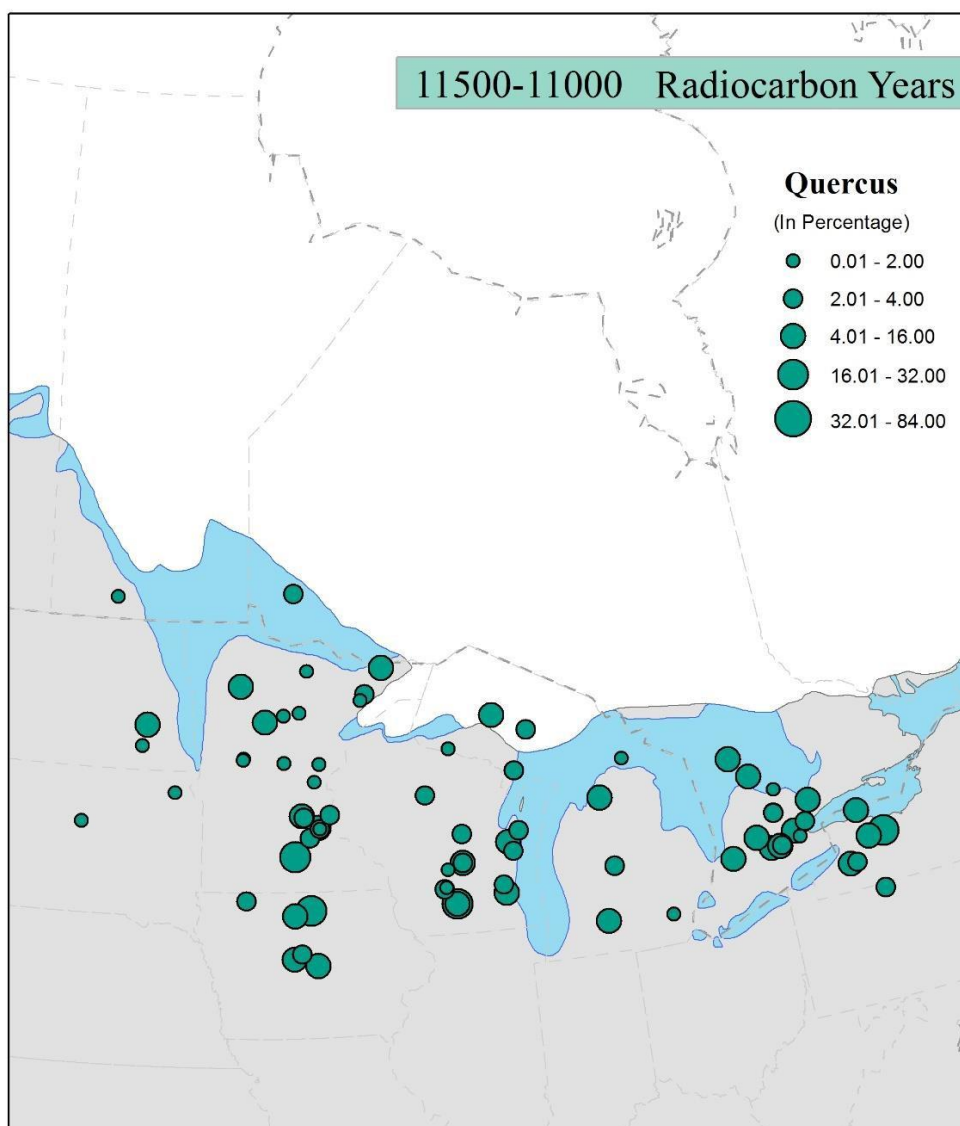 11500-11000 Radiocarbon Years
Quercus
(In Percentage)
0.01 - 2.00
2.01 - 4.00
4.01 - 16.00
16.01 - 32.00
32.01 - 84.00